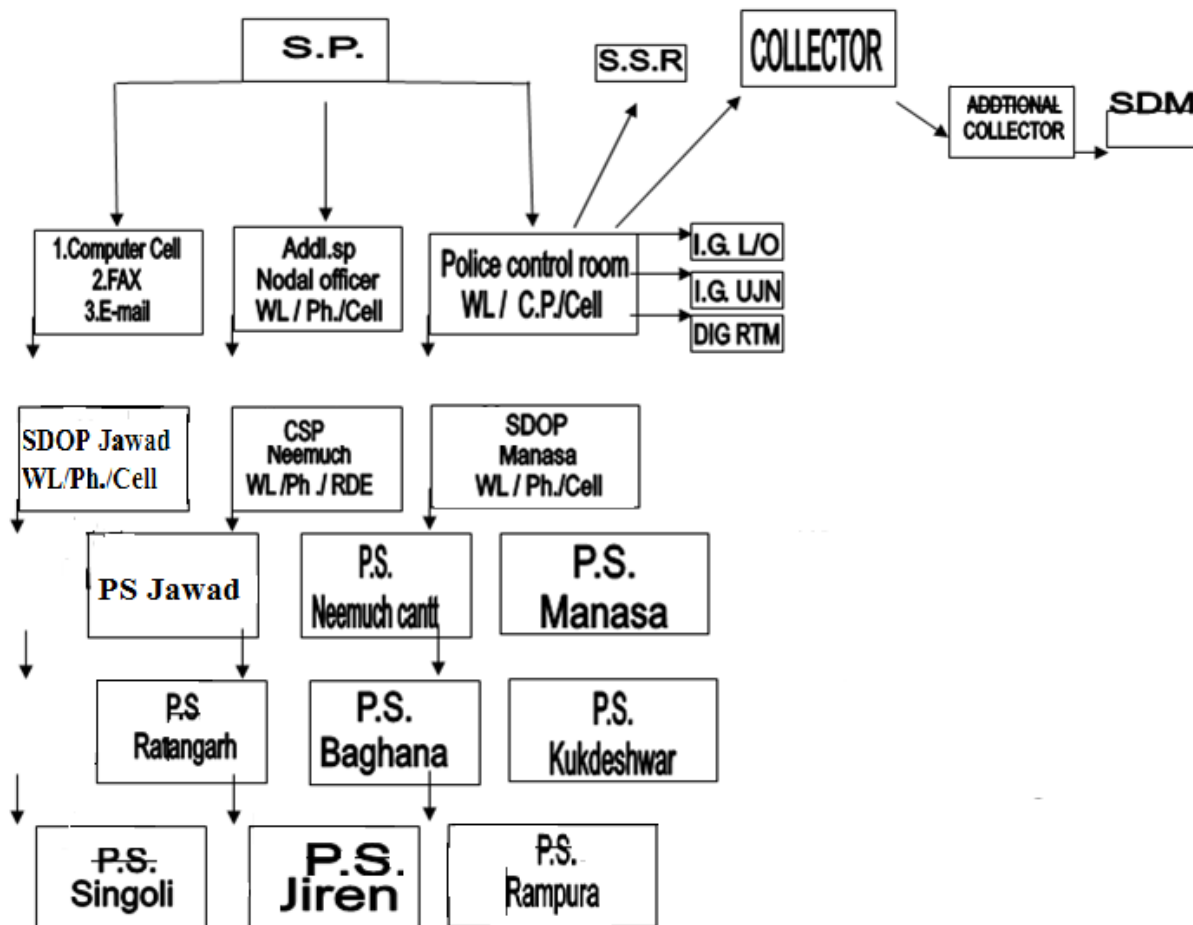 S.P.
S.S.R
COLLECTOR
ADDTIONAL
COLLECTOR
SDM
1.Computer Cell
2.FAX
3.E-mail
Addl.sp
Nodal officer
WL / Ph./Cell
Police control room
WL / C.P./Cell
I.G. L/O
I.G. UJN
DIG RTM
SDOP Jawad
WL/Ph./Cell
CSP
Neemuch
WL /Ph ./ RDE
SDOP
Manasa
WL / Ph./Cell
PS Jawad
P.S.
Neemuch cantt
P.S.
Manasa
P.S
Ratangarh
P.S.
Baghana
P.S.
Kukdeshwar
P.S.
Singoli
P.S.
Jiren
P.S.
Rampura